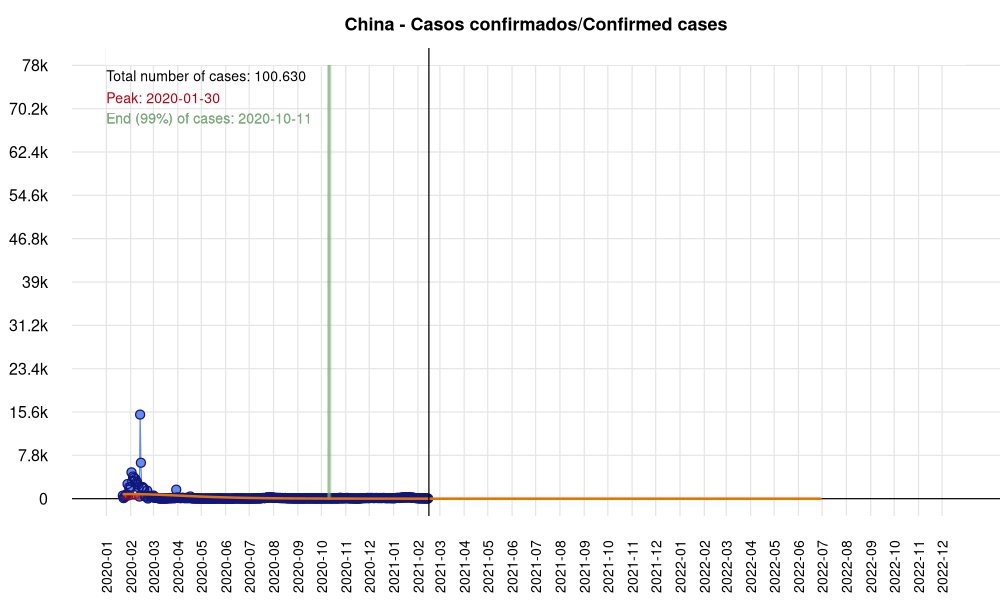 China - Casos confirmados/Confirmed cases
Total number of cases: 100.630
Peak: 2020-01-30
End (99%) of cases: 2020-10-11
78k
70.2k
62.4k
54.6k
46.8k
39k
31.2k
23.4k
15.6k
7.8k
0
2020-01
2020-02
2020-03
2020-04
2020-05
2020-06
2020-07
2020-08
2020-09
2020-10
2020-11
2020-12
2021-01
2021-02
2021-03
2021-04
2021-05
2021-06
2021-07
2021-08
2021-09
2021-10
2021-11
2021-12
2022-01
2022-02
2022-03
2022-04
2022-05
2022-06
2022-07
2022-08
2022-09
2022-10
2022-11
2022-12